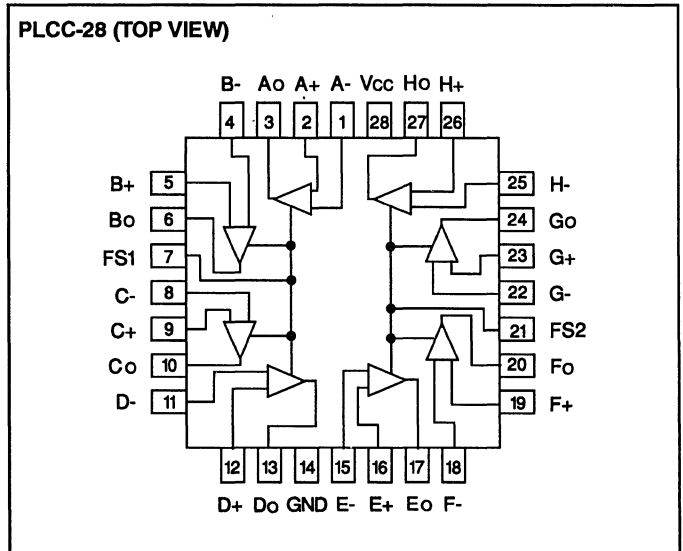 PLCC-28 (TOP VIEW)
B- Ao A+ A- Vcc Ho H+
4 3 2 1 28 27 26
B+ 5 25 H-
Bo 6 24 Go
FS1 7 23 G+
C- 8 22 G-
C+ 9 21 FS2
Co 10 20 Fo
D- 11 19 F+
12 13 14 15 16 17 18
D+ Do GND E- E+ Eo F-